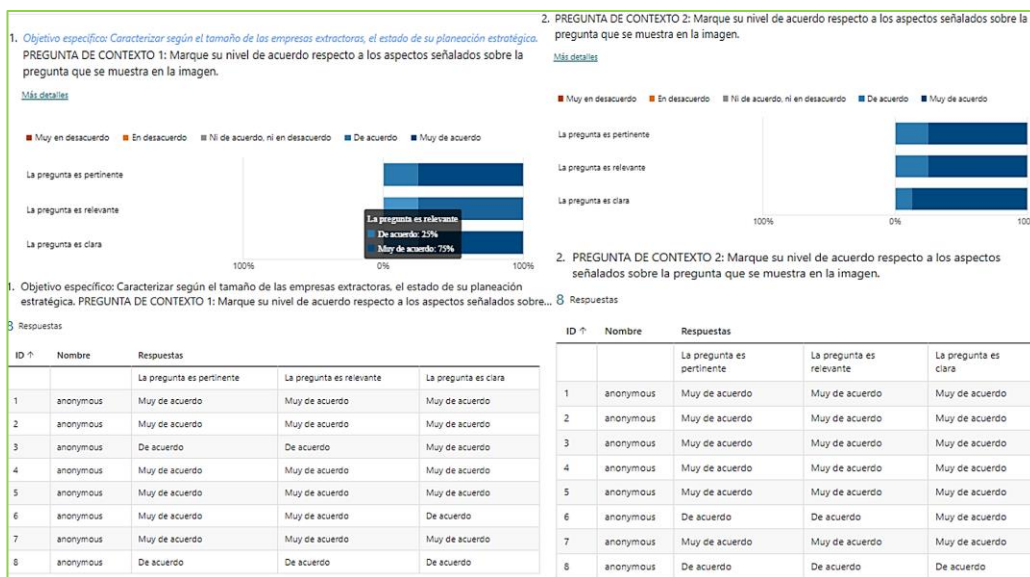 1. Objetivo específico: Caracterizar según el tamaño de las empresas extractoras, el estado de su planeación estratégica.
PREGUNTA DE CONTEXTO 1: Marque su nivel de acuerdo respecto a los aspectos señalados sobre la
pregunta que se muestra en la imagen.
Más detalles
Muy en desacuerdo En desacuerdo Ni de acuerdo, ni en desacuerdo De acuerdo Muy de acuerdo
La pregunta es pertinente
La pregunta es relevante
La pregunta es clara
La pregunta es relevante
De acuerdo: 25%
Muy de acuerdo: 75%
100% 0% 100%
1. Objetivo específico: Caracterizar según el tamaño de las empresas extractoras, el estado de su planeación
estratégica. PREGUNTA DE CONTEXTO 1: Marque su nivel de acuerdo respecto a los aspectos señalados sobre...
8 Respuestas
ID ↑ Nombre Respuestas
La pregunta es pertinente La pregunta es relevante La pregunta es clara
1 anonymous Muy de acuerdo Muy de acuerdo Muy de acuerdo
2 anonymous Muy de acuerdo Muy de acuerdo Muy de acuerdo
3 anonymous De acuerdo De acuerdo Muy de acuerdo
4 anonymous Muy de acuerdo Muy de acuerdo Muy de acuerdo
5 anonymous Muy de acuerdo Muy de acuerdo Muy de acuerdo
6 anonymous Muy de acuerdo Muy de acuerdo De acuerdo
7 anonymous Muy de acuerdo Muy de acuerdo Muy de acuerdo
8 anonymous De acuerdo De acuerdo De acuerdo
2. PREGUNTA DE CONTEXTO 2: Marque su nivel de acuerdo respecto a los aspectos señalados sobre la
pregunta que se muestra en la imagen.
Más detalles
Muy en desacuerdo En desacuerdo Ni de acuerdo, ni en desacuerdo De acuerdo Muy de acuerdo
La pregunta es pertinente
La pregunta es relevante
La pregunta es clara
100% 0% 100
2. PREGUNTA DE CONTEXTO 2: Marque su nivel de acuerdo respecto a los aspectos
señalados sobre la pregunta que se muestra en la imagen.
8 Respuestas
ID ↑ Nombre Respuestas
La pregunta es pertinente La pregunta es relevante La pregunta es clara
1 anonymous Muy de acuerdo Muy de acuerdo Muy de acuerdo
2 anonymous Muy de acuerdo Muy de acuerdo Muy de acuerdo
3 anonymous Muy de acuerdo Muy de acuerdo Muy de acuerdo
4 anonymous Muy de acuerdo Muy de acuerdo Muy de acuerdo
5 anonymous Muy de acuerdo Muy de acuerdo Muy de acuerdo
6 anonymous De acuerdo De acuerdo Muy de acuerdo
7 anonymous Muy de acuerdo Muy de acuerdo Muy de acuerdo
8 anonymous De acuerdo De acuerdo De acuerdo